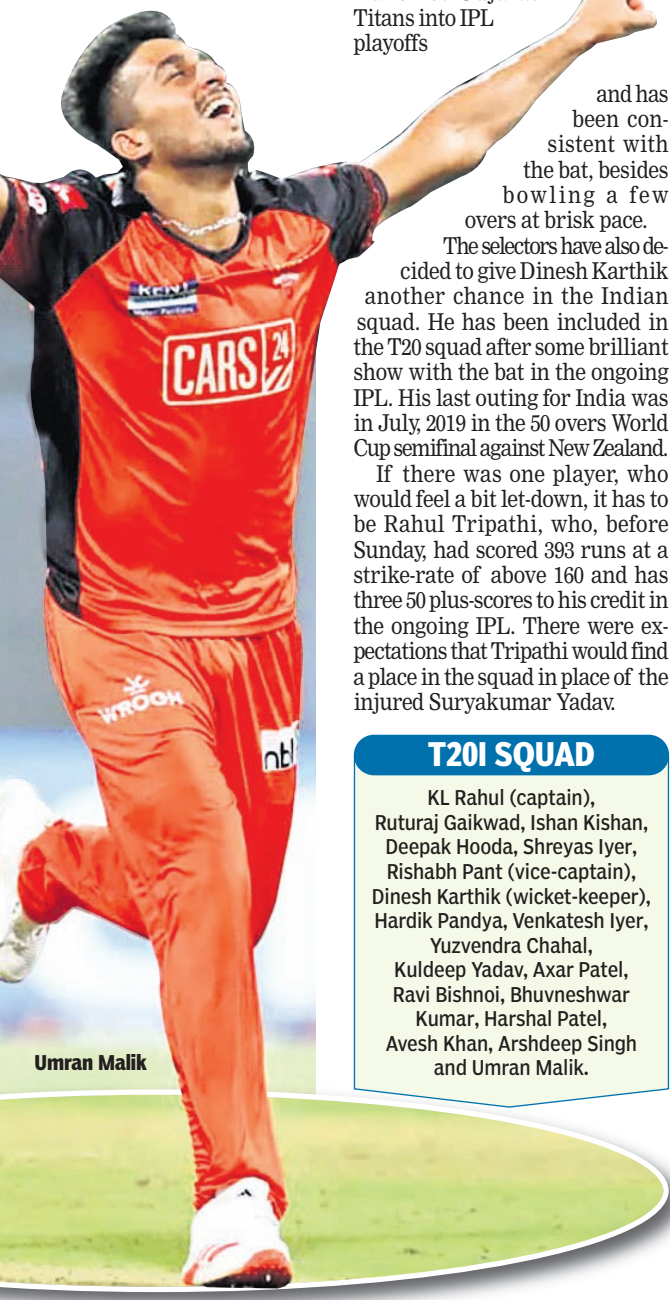 Titans into IPL
playoffs
and has
been con-
sistent with
the bat, besides
bowling a few
overs at brisk pace.
The selectors have also de-
cided to give Dinesh Karthik
another chance in the Indian
squad. He has been included in
the T20 squad after some brilliant
show with the bat in the ongoing
IPL. His last outing for India was
in July, 2019 in the 50 overs World
Cup semifinal against New Zealand.
If there was one player, who
would feel a bit let-down, it has to
be Rahul Tripathi, who, before
Sunday, had scored 393 runs at a
strike-rate of above 160 and has
three 50 plus-scores to his credit in
the ongoing IPL. There were ex-
pectations that Tripathi would find
a place in the squad in place of the
injured Suryakumar Yadav.
T20I SQUAD
KL Rahul (captain),
Ruturaj Gaikwad, Ishan Kishan,
Deepak Hooda, Shreyas Iyer,
Rishabh Pant (vice-captain),
Dinesh Karthik (wicket-keeper),
Hardik Pandya, Venkatesh Iyer,
Yuzvendra Chahal,
Kuldeep Yadav, Axar Patel,
Ravi Bishnoi, Bhuvneshwar
Kumar, Harshal Patel,
Avesh Khan, Arshdeep Singh
and Umran Malik.
KENT
CARS 24
WROGN
nbl
Umran Malik